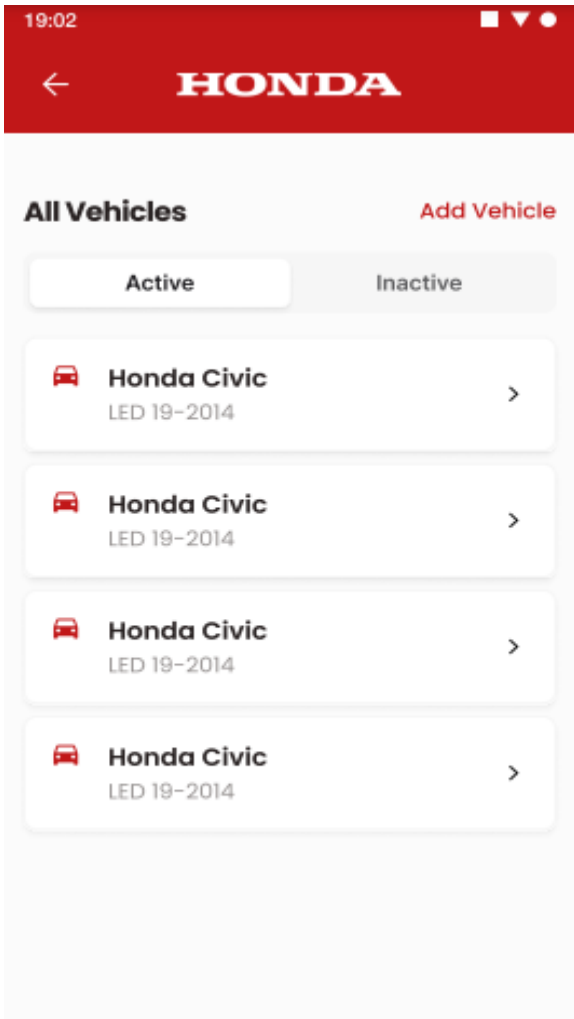 19:02
HONDA
All Vehicles
Add Vehicle
Active
Inactive
Honda Civic
LED 19-2014
Honda Civic
LED 19-2014
Honda Civic
LED 19-2014
Honda Civic
LED 19-2014